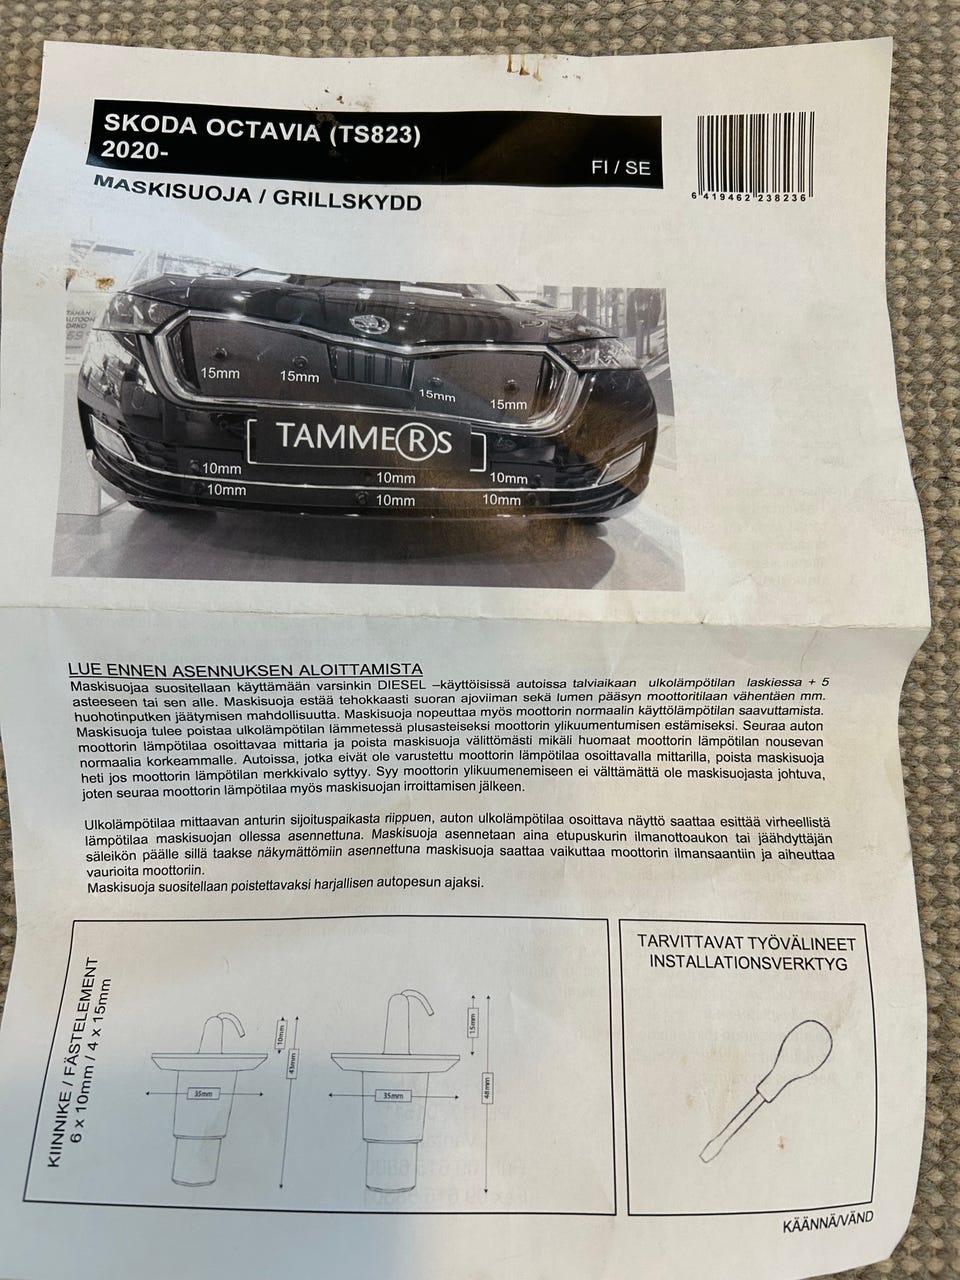 SKODA OCTAVIA (TS823)
2020-
FI / SE
6 419462 238236
MASKISUOJA / GRILLSKYDD
15mm
15mm
15mm
15mm
TAMMERS
10mm
10mm
10mm
10mm
10mm
10mm
LUE ENNEN ASENNUKSEN ALOITTAMISTA
Maskisuojaa suositellaan käyttämään varsinkin DIESEL –käyttöisissä autoissa talviaikaan ulkolämpötilan laskiessa + 5
asteeseen tai sen alle. Maskisuoja estää tehokkaasti suoran ajoviiman sekä lumen pääsyn moottoritilaan vähentäen mm.
huohotinputken jäätymisen mahdollisuutta. Maskisuoja nopeuttaa myös moottorin normaalin käyttölämpötilan saavuttamista.
Maskisuoja tulee poistaa ulkolämpötilan lämmetessä plusasteiseksi moottorin ylikuumentumisen estämiseksi. Seuraa auton
moottorin lämpötilaa osoittavaa mittaria ja poista maskisuoja välittömästi mikäli huomaat moottorin lämpötilan nousevan
normaalia korkeammalle. Autoissa, jotka eivät ole varustettu moottorin lämpötilaa osoittavalla mittarilla, poista maskisuoja
heti jos moottorin lämpötilan merkkivalo syttyy. Syy moottorin ylikuumenemiseen ei välttämättä ole maskisuojasta johtuva,
joten seuraa moottorin lämpötilaa myös maskisuojan irroittamisen jälkeen.
Ulkolämpötilaa mittaavan anturin sijoituspaikasta riippuen, auton ulkolämpötilaa osoittava näyttö saattaa esittää virheellistä
lämpötilaa maskisuojan ollessa asennettuna. Maskisuoja asennetaan aina etupuskurin ilmanottoaukon tai jäähdyttäjän
säleikön päälle sillä taakse näkymättömiin asennettuna maskisuoja saattaa vaikuttaa moottorin ilmansaantiin ja aiheuttaa
vaurioita moottoriin.
Maskisuoja suositellaan poistettavaksi harjallisen autopesun ajaksi.
KIINNIKE / FÄSTELEMENT
6 x 10mm / 4 x 15mm
10mm
43mm
35mm
15mm
48mm
35mm
TARVITTAVAT TYÖVÄLINEET
INSTALLATIONSVERKTYG
KÄÄNNÄ/VÄND